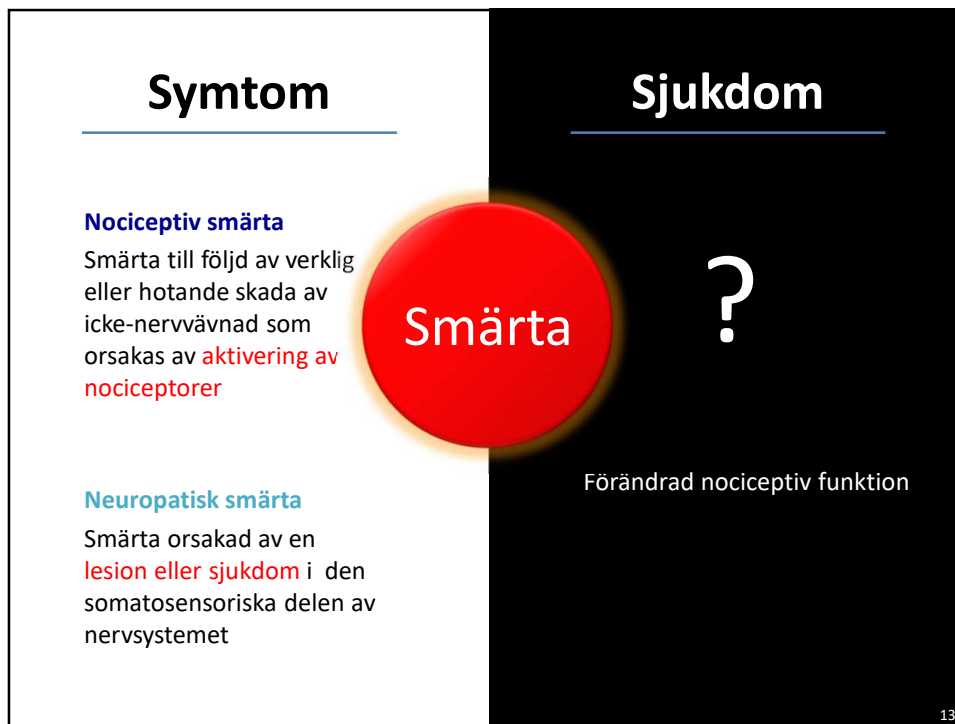 Symtom
Nociceptiv smärta
Smärta till följd av verklig
eller hotande skada av
icke-nervvävnad som
orsakas av aktivering av
nociceptorer
Neuropatisk smärta
Smärta orsakad av en
lesion eller sjukdom i den
somatosensoriska delen av
nervsystemet
Smärta
Sjukdom
?
Förändrad nociceptiv funktion
13